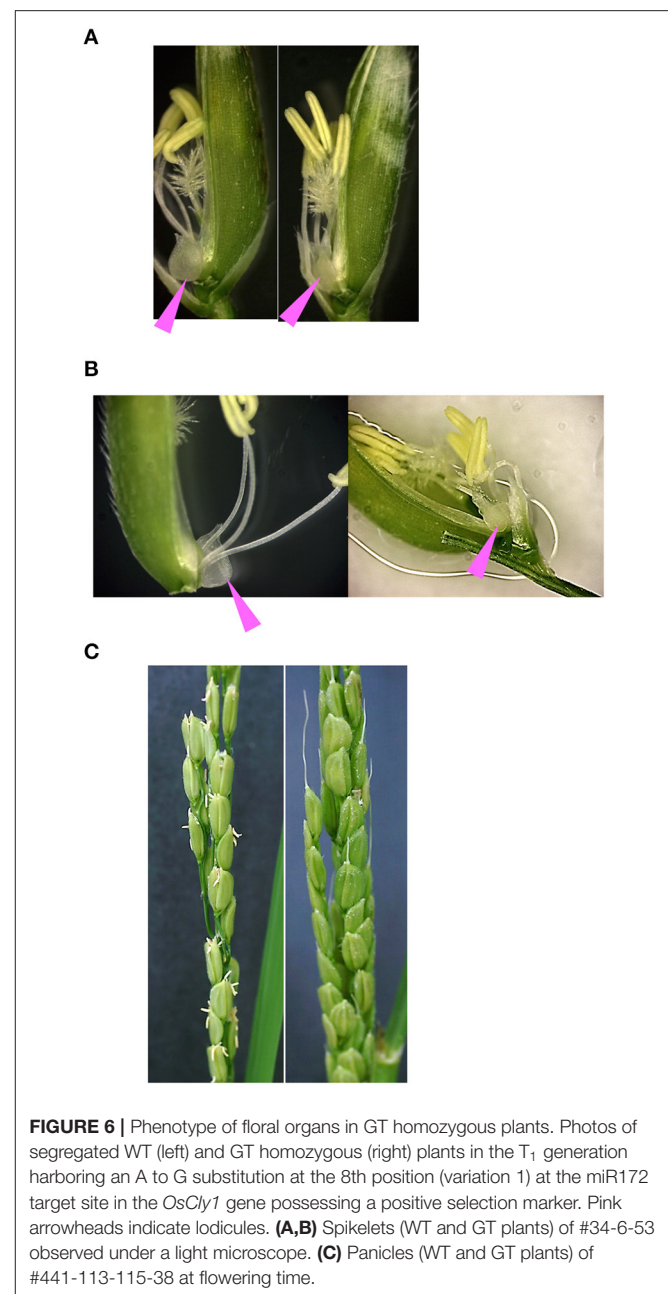 A
B
C
FIGURE 6 | Phenotype of floral organs in GT homozygous plants. Photos of
segregated WT (left) and GT homozygous (right) plants in the T1 generation
harboring an A to G substitution at the 8th position (variation 1) at the miR172
target site in the OsCly1 gene possessing a positive selection marker. Pink
arrowheads indicate lodicules. (A,B) Spikelets (WT and GT plants) of #34-6-53
observed under a light microscope. (C) Panicles (WT and GT plants) of
#441-113-115-38 at flowering time.